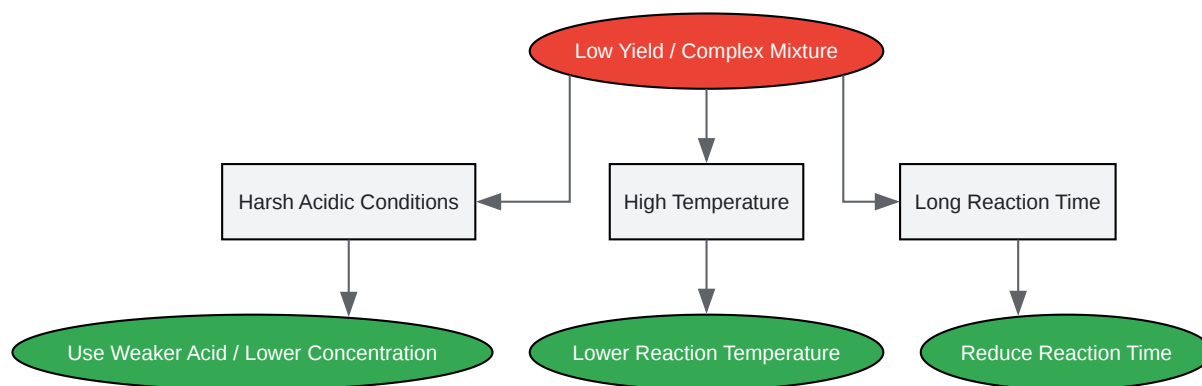 Low Yield / Complex Mixture
Harsh Acidic Conditions
High Temperature
Long Reaction Time
Use Weaker Acid / Lower Concentration
Lower Reaction Temperature
Reduce Reaction Time